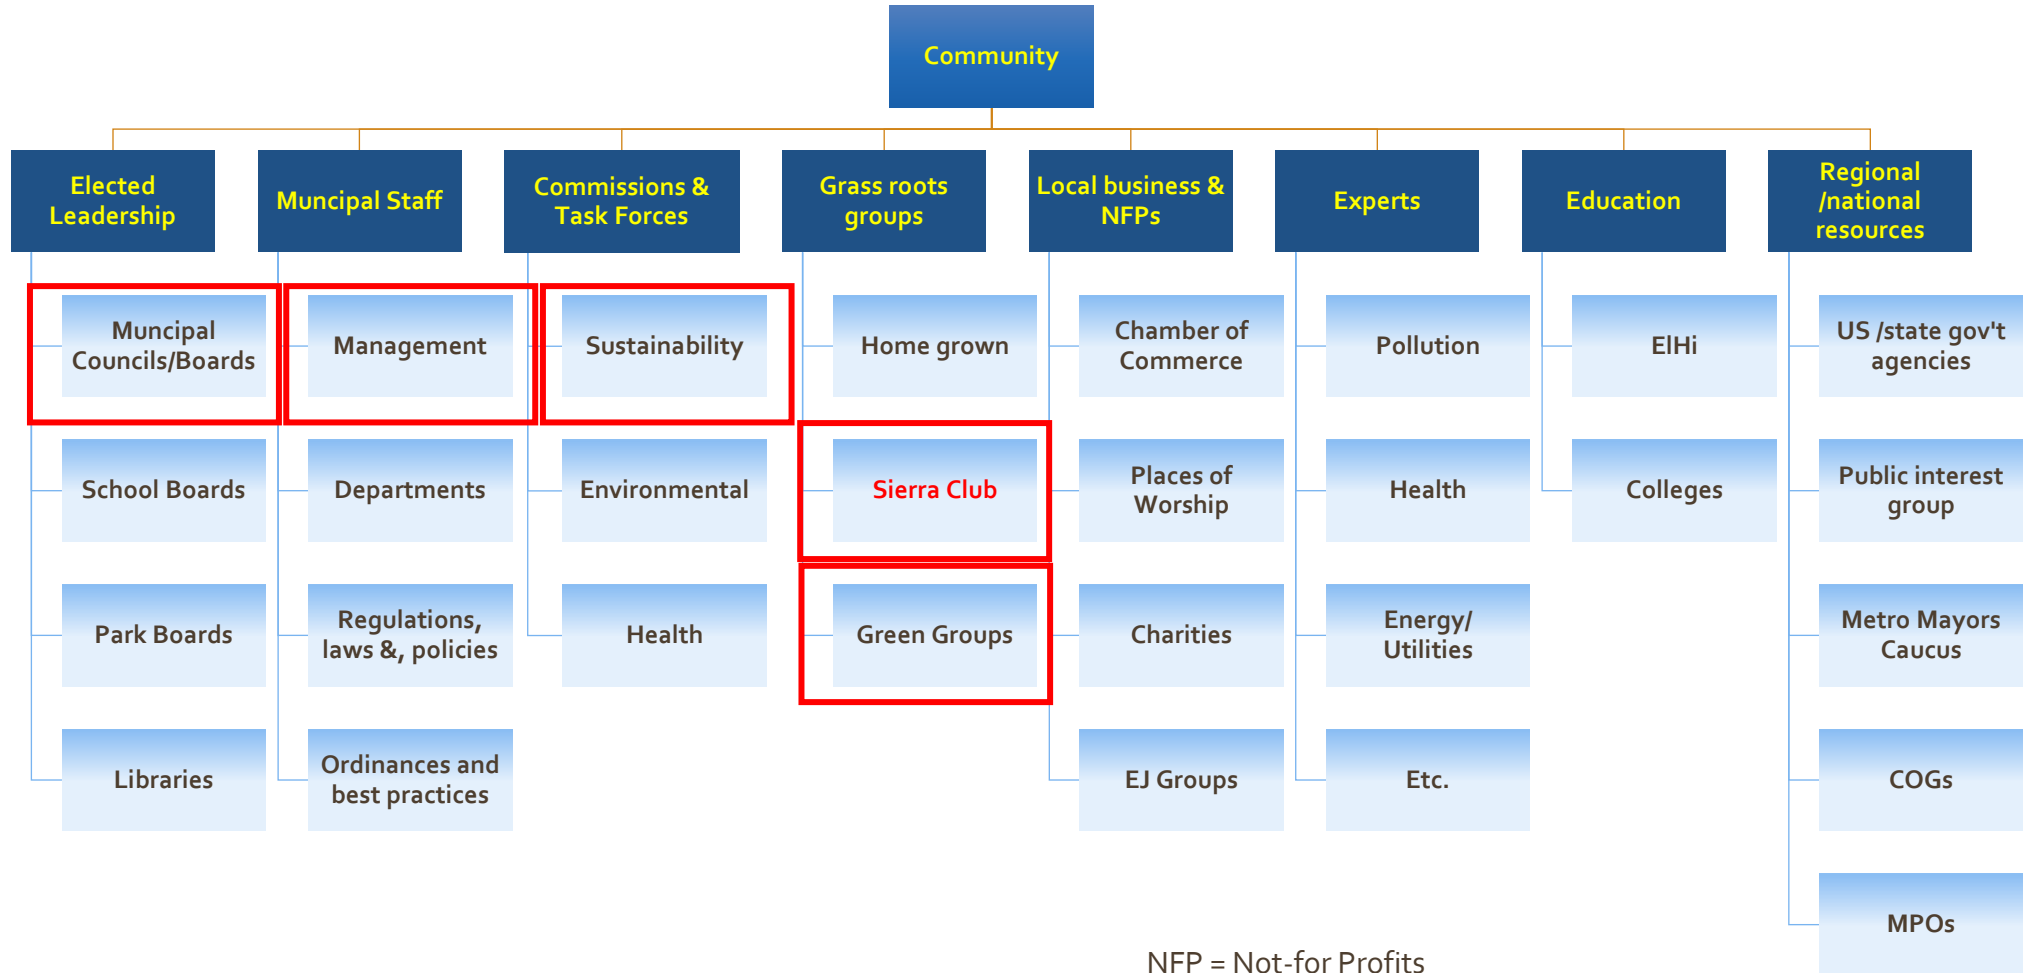 Community
Elected
Leadership
Muncipal Staff
Commissions &
Task Forces
Grass roots
groups
Local business &
NFPs
Experts
Education
Regional
/national
resources
Muncipal
Councils/Boards
School Boards
Park Boards
Libraries
Management
Departments
Regulations,
laws &, policies
Ordinances and
best practices
Sustainability
Environmental
Health
Home grown
Sierra Club
Green Groups
Chamber of
Commerce
Places of
Worship
Charities
EJ Groups
Pollution
Health
Energy/
Utilities
Etc.
ElHi
Colleges
US /state gov't
agencies
Public interest
group
Metro Mayors
Caucus
COGs
MPOs
NFP = Not-for Profits